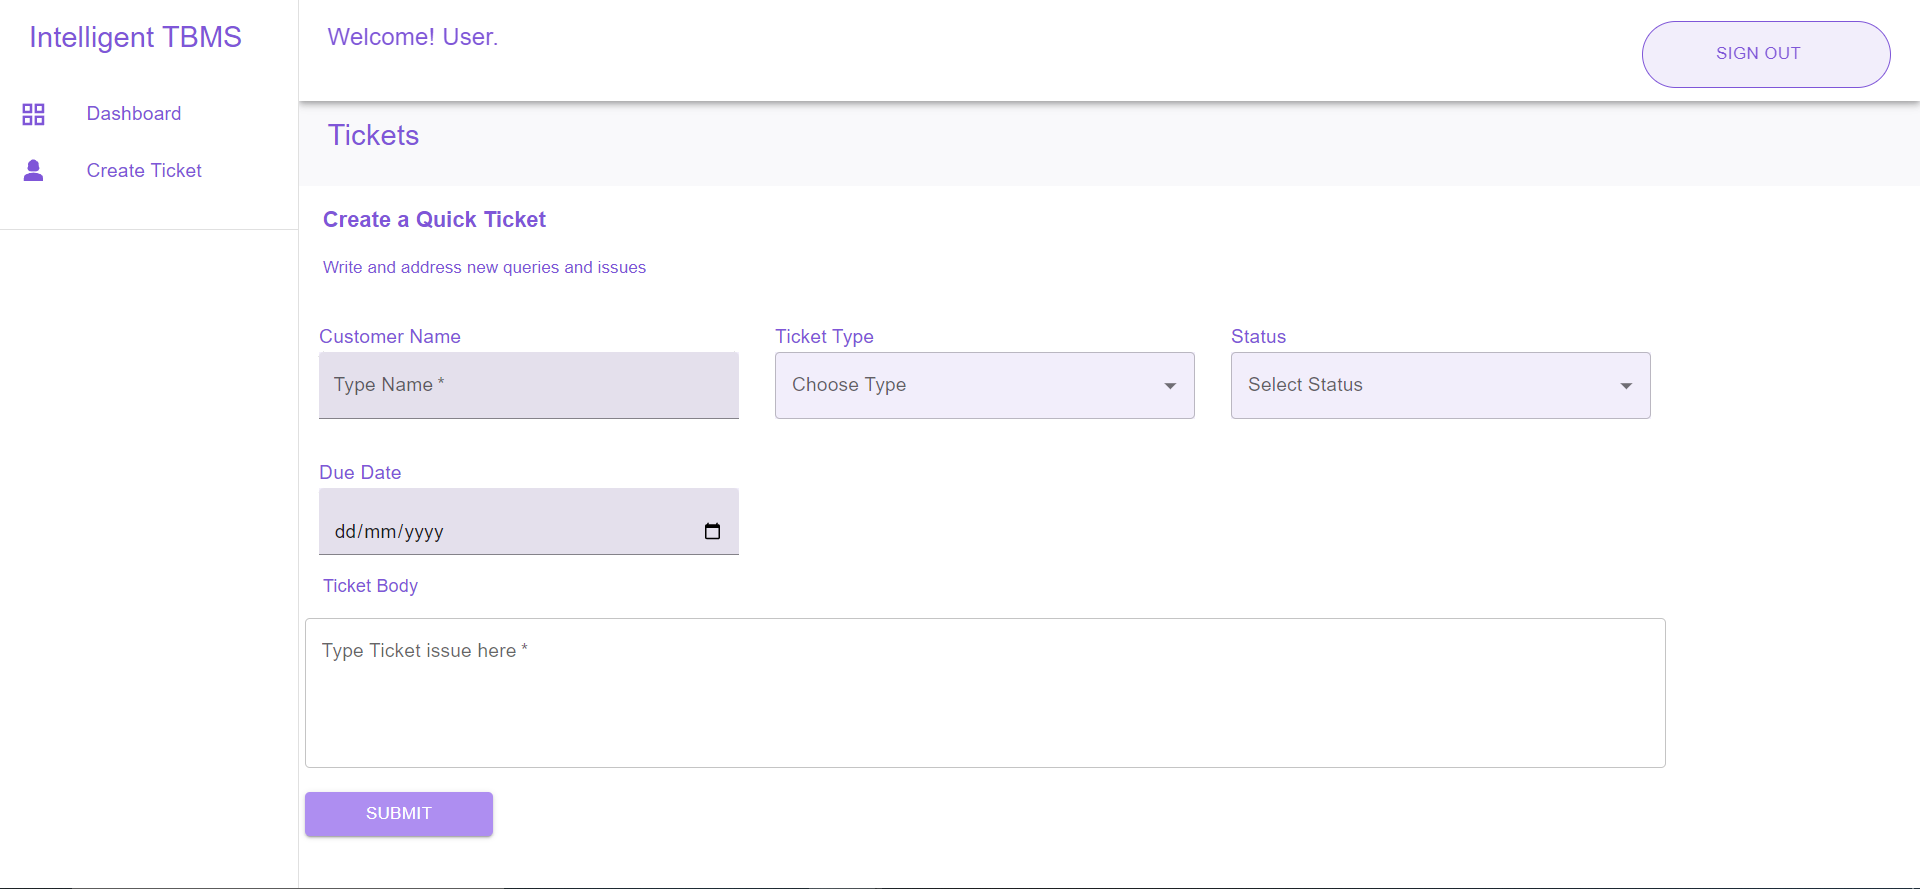 Intelligent TBMS
Dashboard
Create Ticket
Welcome! User.
SIGN OUT
Tickets
Create a Quick Ticket
Write and address new queries and issues
Customer Name
Type Name *
Ticket Type
Choose Type
Status
Select Status
Due Date
dd/mm/yyyy
Ticket Body
Type Ticket issue here *
SUBMIT